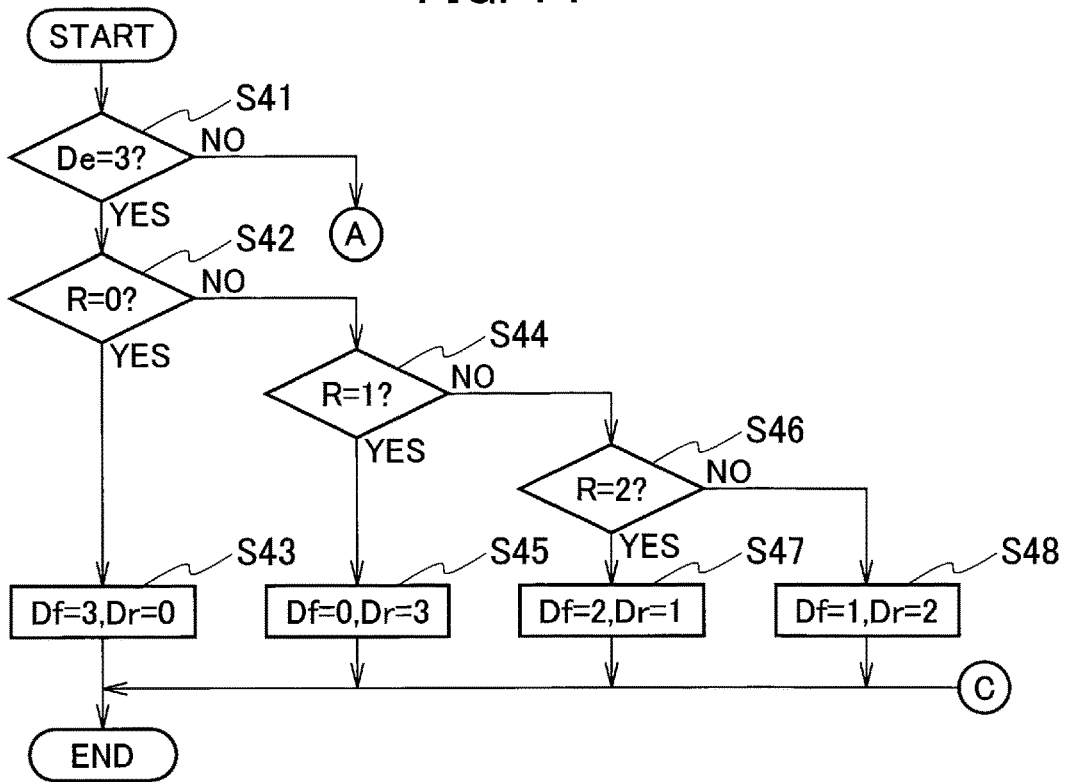 START
S41
De=3?
NO
YES
A
S42
R=0?
NO
YES
S44
R=1?
NO
YES
S46
R=2?
NO
YES
S43
Df=3,Dr=0
S45
Df=0,Dr=3
S47
Df=2,Dr=1
S48
Df=1,Dr=2
C
END